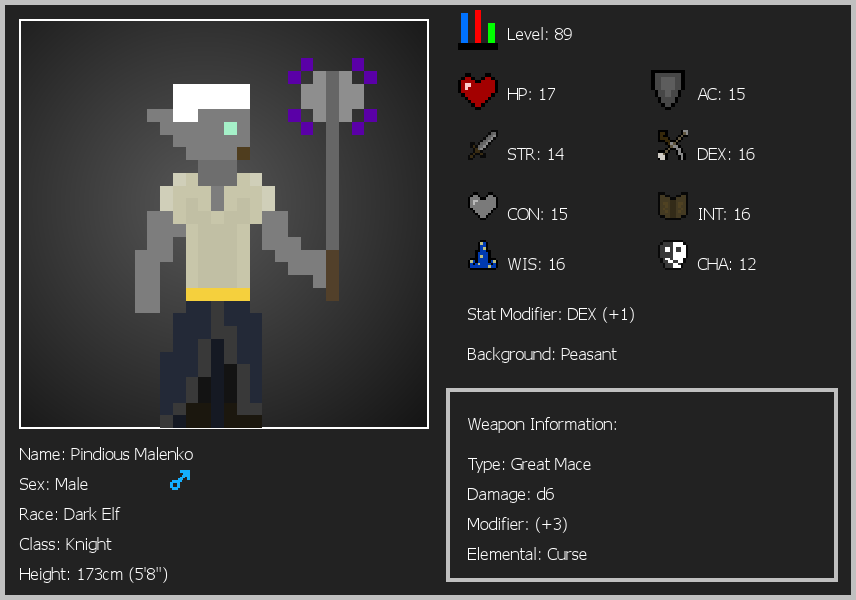 Level: 89
HP: 17
AC: 15
STR: 14
DEX: 16
CON: 15
INT: 16
WIS: 16
CHA: 12
Stat Modifier: DEX (+1)
Background: Peasant
Weapon Information:
Type: Great Mace
Damage: d6
Modifier: (+3)
Elemental: Curse
Name: Pindious Malenko
Sex: Male
Race: Dark Elf
Class: Knight
Height: 173cm (5'8")